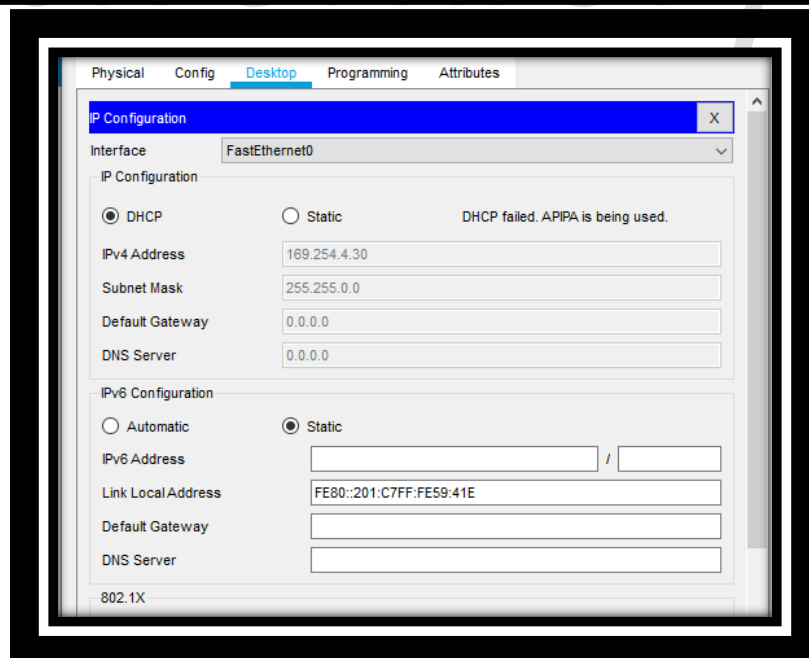 Physical Config Desktop Programming Attributes
IP Configuration X
Interface FastEthernet0
IP Configuration
DHCP Static DHCP failed. APIPA is being used.
IPv4 Address 169.254.4.30
Subnet Mask 255.255.0.0
Default Gateway 0.0.0.0
DNS Server 0.0.0.0
IPv6 Configuration
Automatic Static
IPv6 Address /
Link Local Address FE80::201:C7FF:FE59:41E
Default Gateway
DNS Server
802.1X